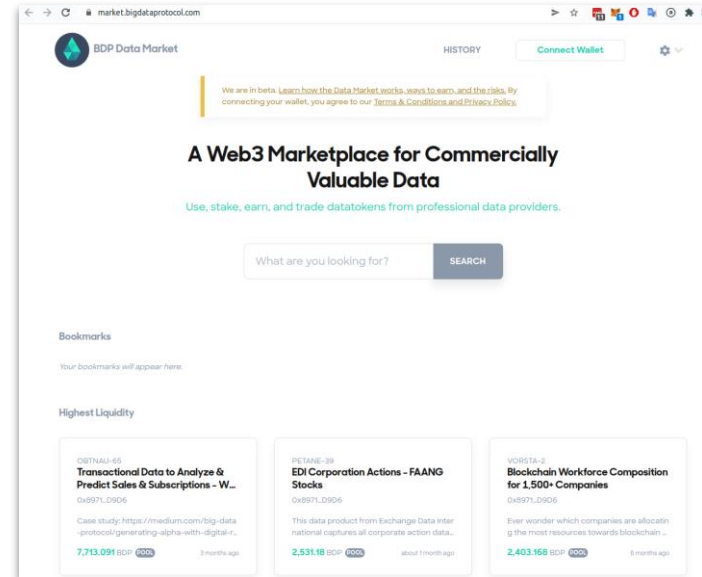 market.bigdataprotocol.com
11
1
BDP Data Market
HISTORY
Connect Wallet
We are in beta. Learn how the Data Market works, ways to earn, and the risks. By
connecting your wallet, you agree to our Terms & Conditions and Privacy Policy.
A Web3 Marketplace for Commercially
Valuable Data
Use, stake, earn, and trade datatokens from professional data providers.
What are you looking for?
SEARCH
Bookmarks
Your bookmarks will appear here.
Highest Liquidity
OBTNAU-65
Transactional Data to Analyze &
Predict Sales & Subscriptions - W...
0x8971...D9D6
Case study: https://medium.com/big-data
-protocol/generating-alpha-with-digital-r...
7,713.091 BDP POOL
3 months ago
PETANE-39
EDI Corporation Actions - FAANG
Stocks
0x8971...D9D6
This data product from Exchange Data Inter
national captures all corporate action data...
2,531.18 BDP POOL
about 1 month ago
VORSTA-2
Blockchain Workforce Composition
for 1,500+ Companies
0x8971...D9D6
Ever wonder which companies are allocatin
g the most resources towards blockchain ...
2,403.168 BDP POOL
6 months ago